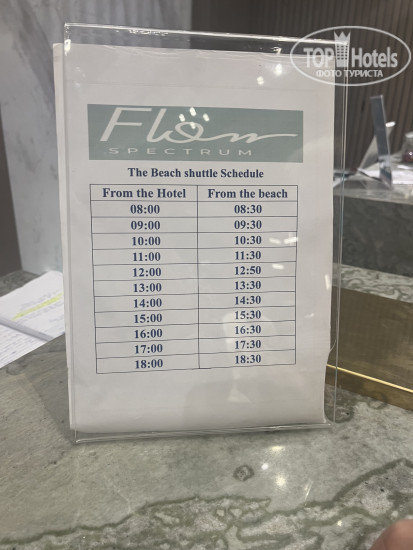 TOP Hotels
ФОТО ТУРИСТА
Flow
SPECTRUM
The Beach shuttle Schedule
From the Hotel From the beach
08:00 08:30
09:00 09:30
10:00 10:30
11:00 11:30
12:00 12:50
13:00 13:30
14:00 14:30
15:00 15:30
16:00 16:30
17:00 17:30
18:00 18:30